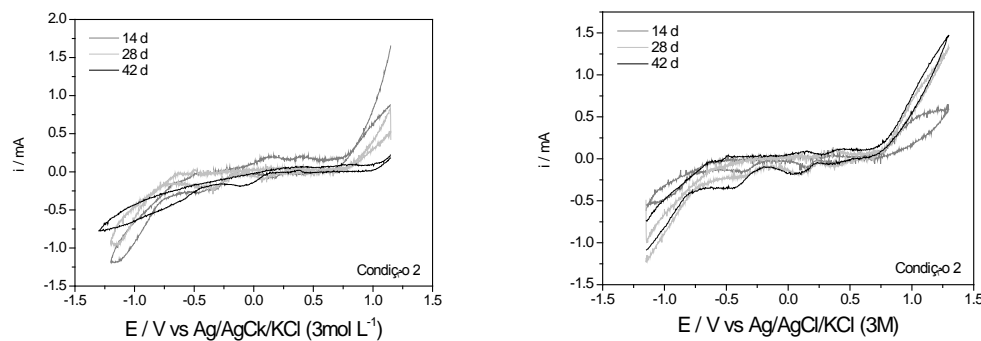 2.0
1.5
1.0
0.5
0.0
-0.5
-1.0
-1.5
i / mA
14 d
28 d
42 d
Condiç-o 2
-1.5 -1.0 -0.5 0.0 0.5 1.0 1.5
E / V vs Ag/AgCk/KCl (3mol L⁻¹)
1.5
1.0
0.5
0.0
-0.5
-1.0
-1.5
i / mA
14 d
28 d
42 d
Condiç-o 2
-1.5 -1.0 -0.5 0.0 0.5 1.0 1.5
E / V vs Ag/AgCl/KCl (3M)